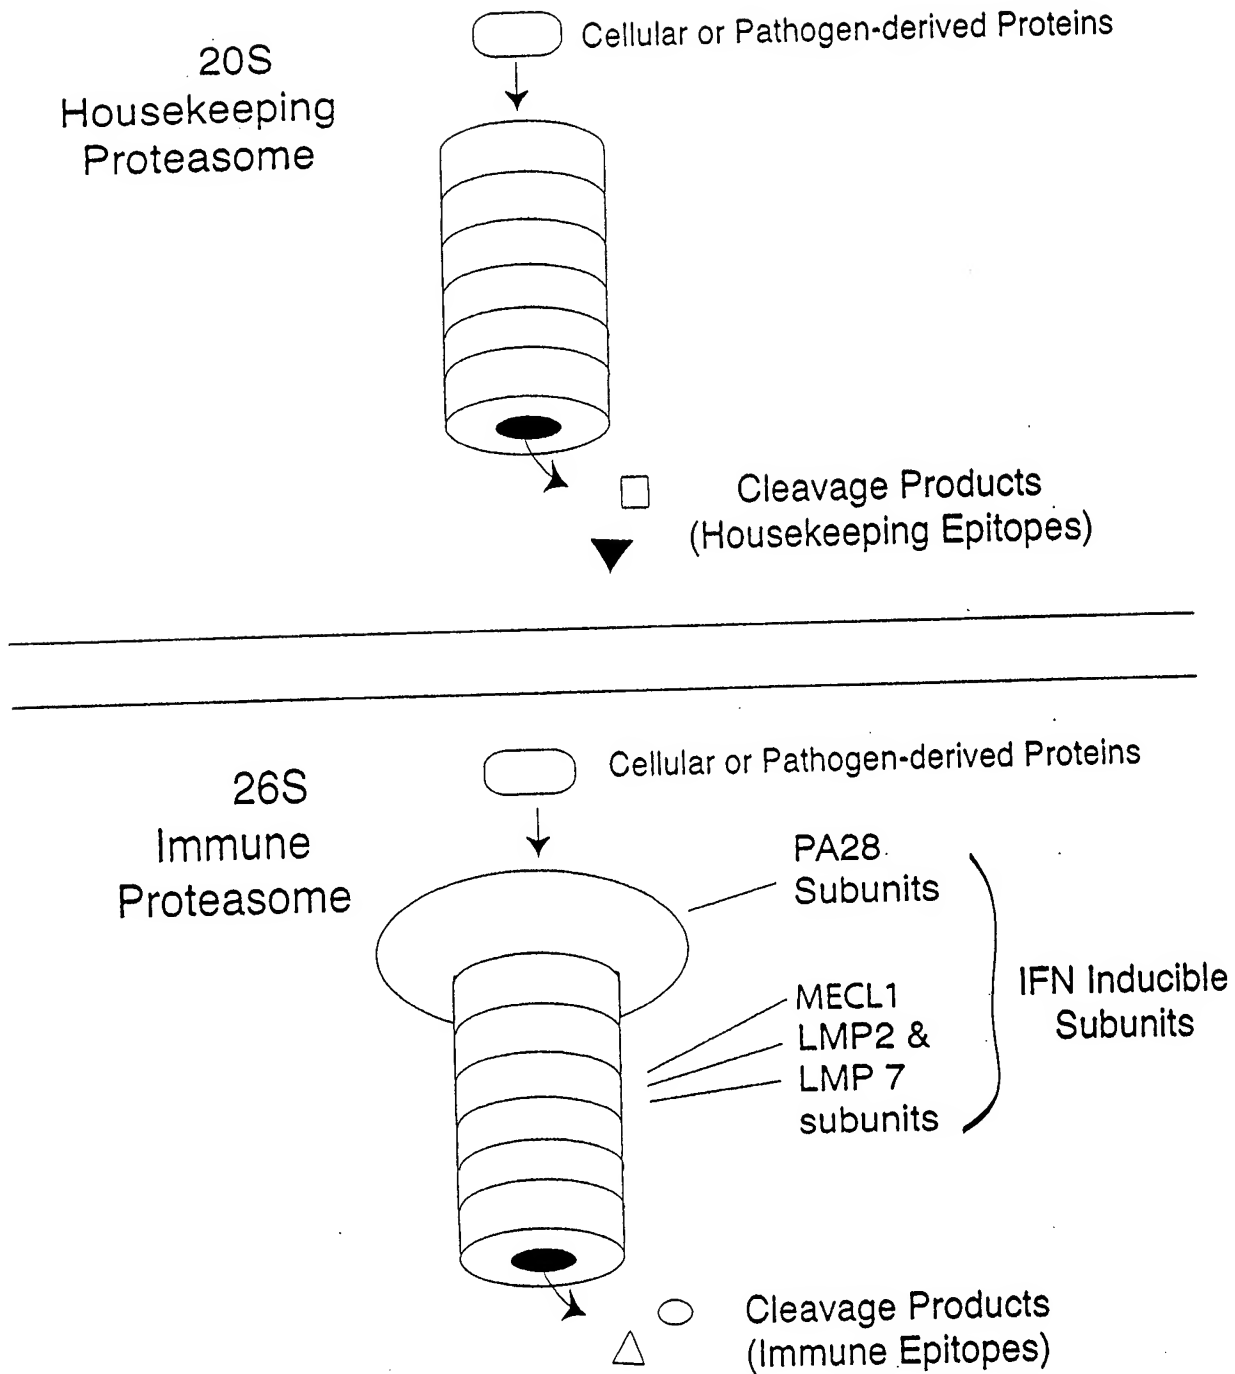 Cellular or Pathogen-derived Proteins
20S
Housekeeping
Proteasome
Cleavage Products
(Housekeeping Epitopes)
Cellular or Pathogen-derived Proteins
26S
Immune
Proteasome
PA28
Subunits
MECL1
LMP2 &
LMP 7
subunits
IFN Inducible
Subunits
Cleavage Products
(Immune Epitopes)